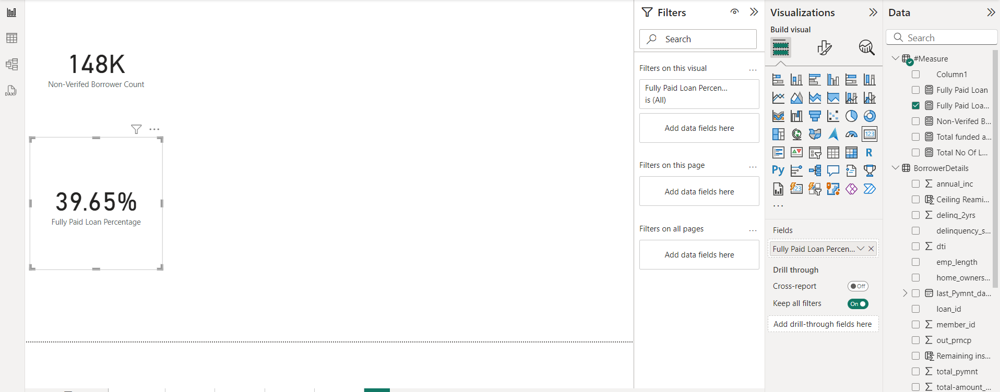 148K
Non-Verifed Borrower Count
39.65%
Fully Paid Loan Percentage
DAX
Filters
Search
Filters on this visual
...
Fully Paid Loan Percen...
is (All)
Add data fields here
Filters on this page
...
Add data fields here
Filters on all pages
...
Add data fields here
Visualizations
Build visual
123
R
Py
123
...
Fields
Fully Paid Loan Percen...
Drill through
Cross-report
Off
Keep all filters
On
Add drill-through fields here
Data
Search
#Measure
Column1
Fully Paid Loan
Fully Paid Loa...
Non-Verifed B...
Total funded a...
Total No Of L...
BorrowerDetails
annual_inc
Ceiling Reami...
delinq_2yrs
delinquency_s...
dti
emp_length
home_owners...
last_Pymnt_da...
loan_id
member_id
out_prncp
Remaining ins...
total_pymnt
total-amount_...